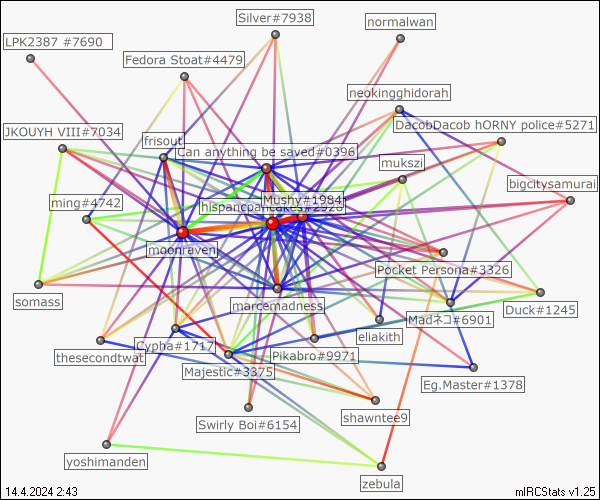 Silver#7938
normalwan
LPK2387 #7690
Fedora Stoat#4479
neokingghidorah
DacobDacob hORNY police#5271
JKOUYH VIII#7034
frisout
Can anything be saved#0396
mukszi
bigcitysamurai
Mushy#1984
ming#4742
hispancpancakes#2928
moonraven
Pocket Persona#3326
somass
marcemadness
Duck#1245
Madネコ#6901
eliakith
Cypha#1717
thesecondtwat
Pikabro#9971
Majestic#3375
Eg.Master#1378
shawntee9
Swirly Boi#6154
yoshimanden
zebula
14.4.2024 2:43
mIRCStats v1.25